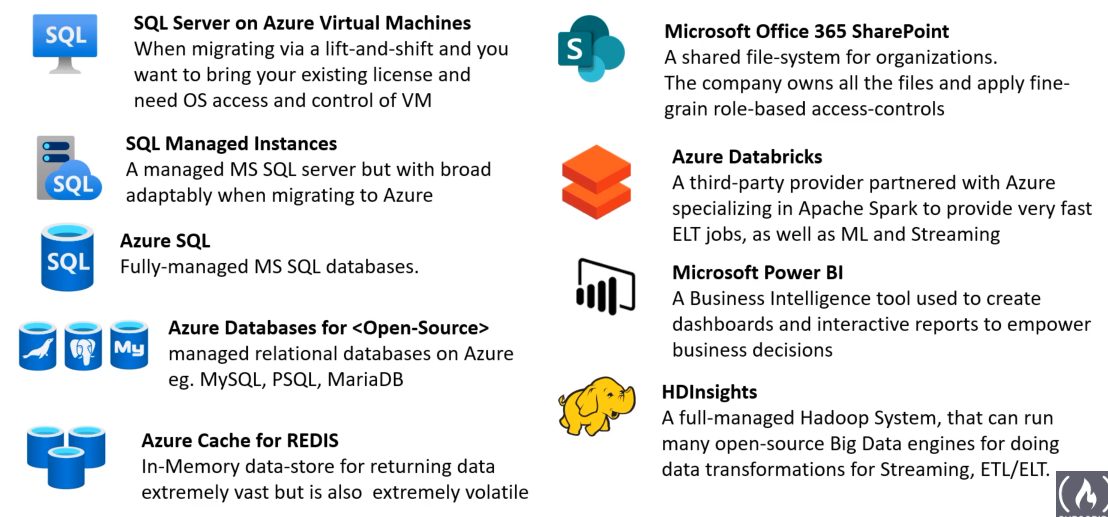 SQL
SQL Server on Azure Virtual Machines
When migrating via a lift-and-shift and you
want to bring your existing license and
need OS access and control of VM
SQL
SQL Managed Instances
A managed MS SQL server but with broad
adaptably when migrating to Azure
SQL
Azure SQL
Fully-managed MS SQL databases.
My
Azure Databases for <Open-Source>
managed relational databases on Azure
eg. MySQL, PSQL, MariaDB
Azure Cache for REDIS
In-Memory data-store for returning data
extremely vast but is also extremely volatile
S
Microsoft Office 365 SharePoint
A shared file-system for organizations.
The company owns all the files and apply fine-
grain role-based access-controls
Azure Databricks
A third-party provider partnered with Azure
specializing in Apache Spark to provide very fast
ELT jobs, as well as ML and Streaming
Microsoft Power BI
A Business Intelligence tool used to create
dashboards and interactive reports to empower
business decisions
HDInsights
A full-managed Hadoop System, that can run
many open-source Big Data engines for doing
data transformations for Streaming, ETL/ELT.